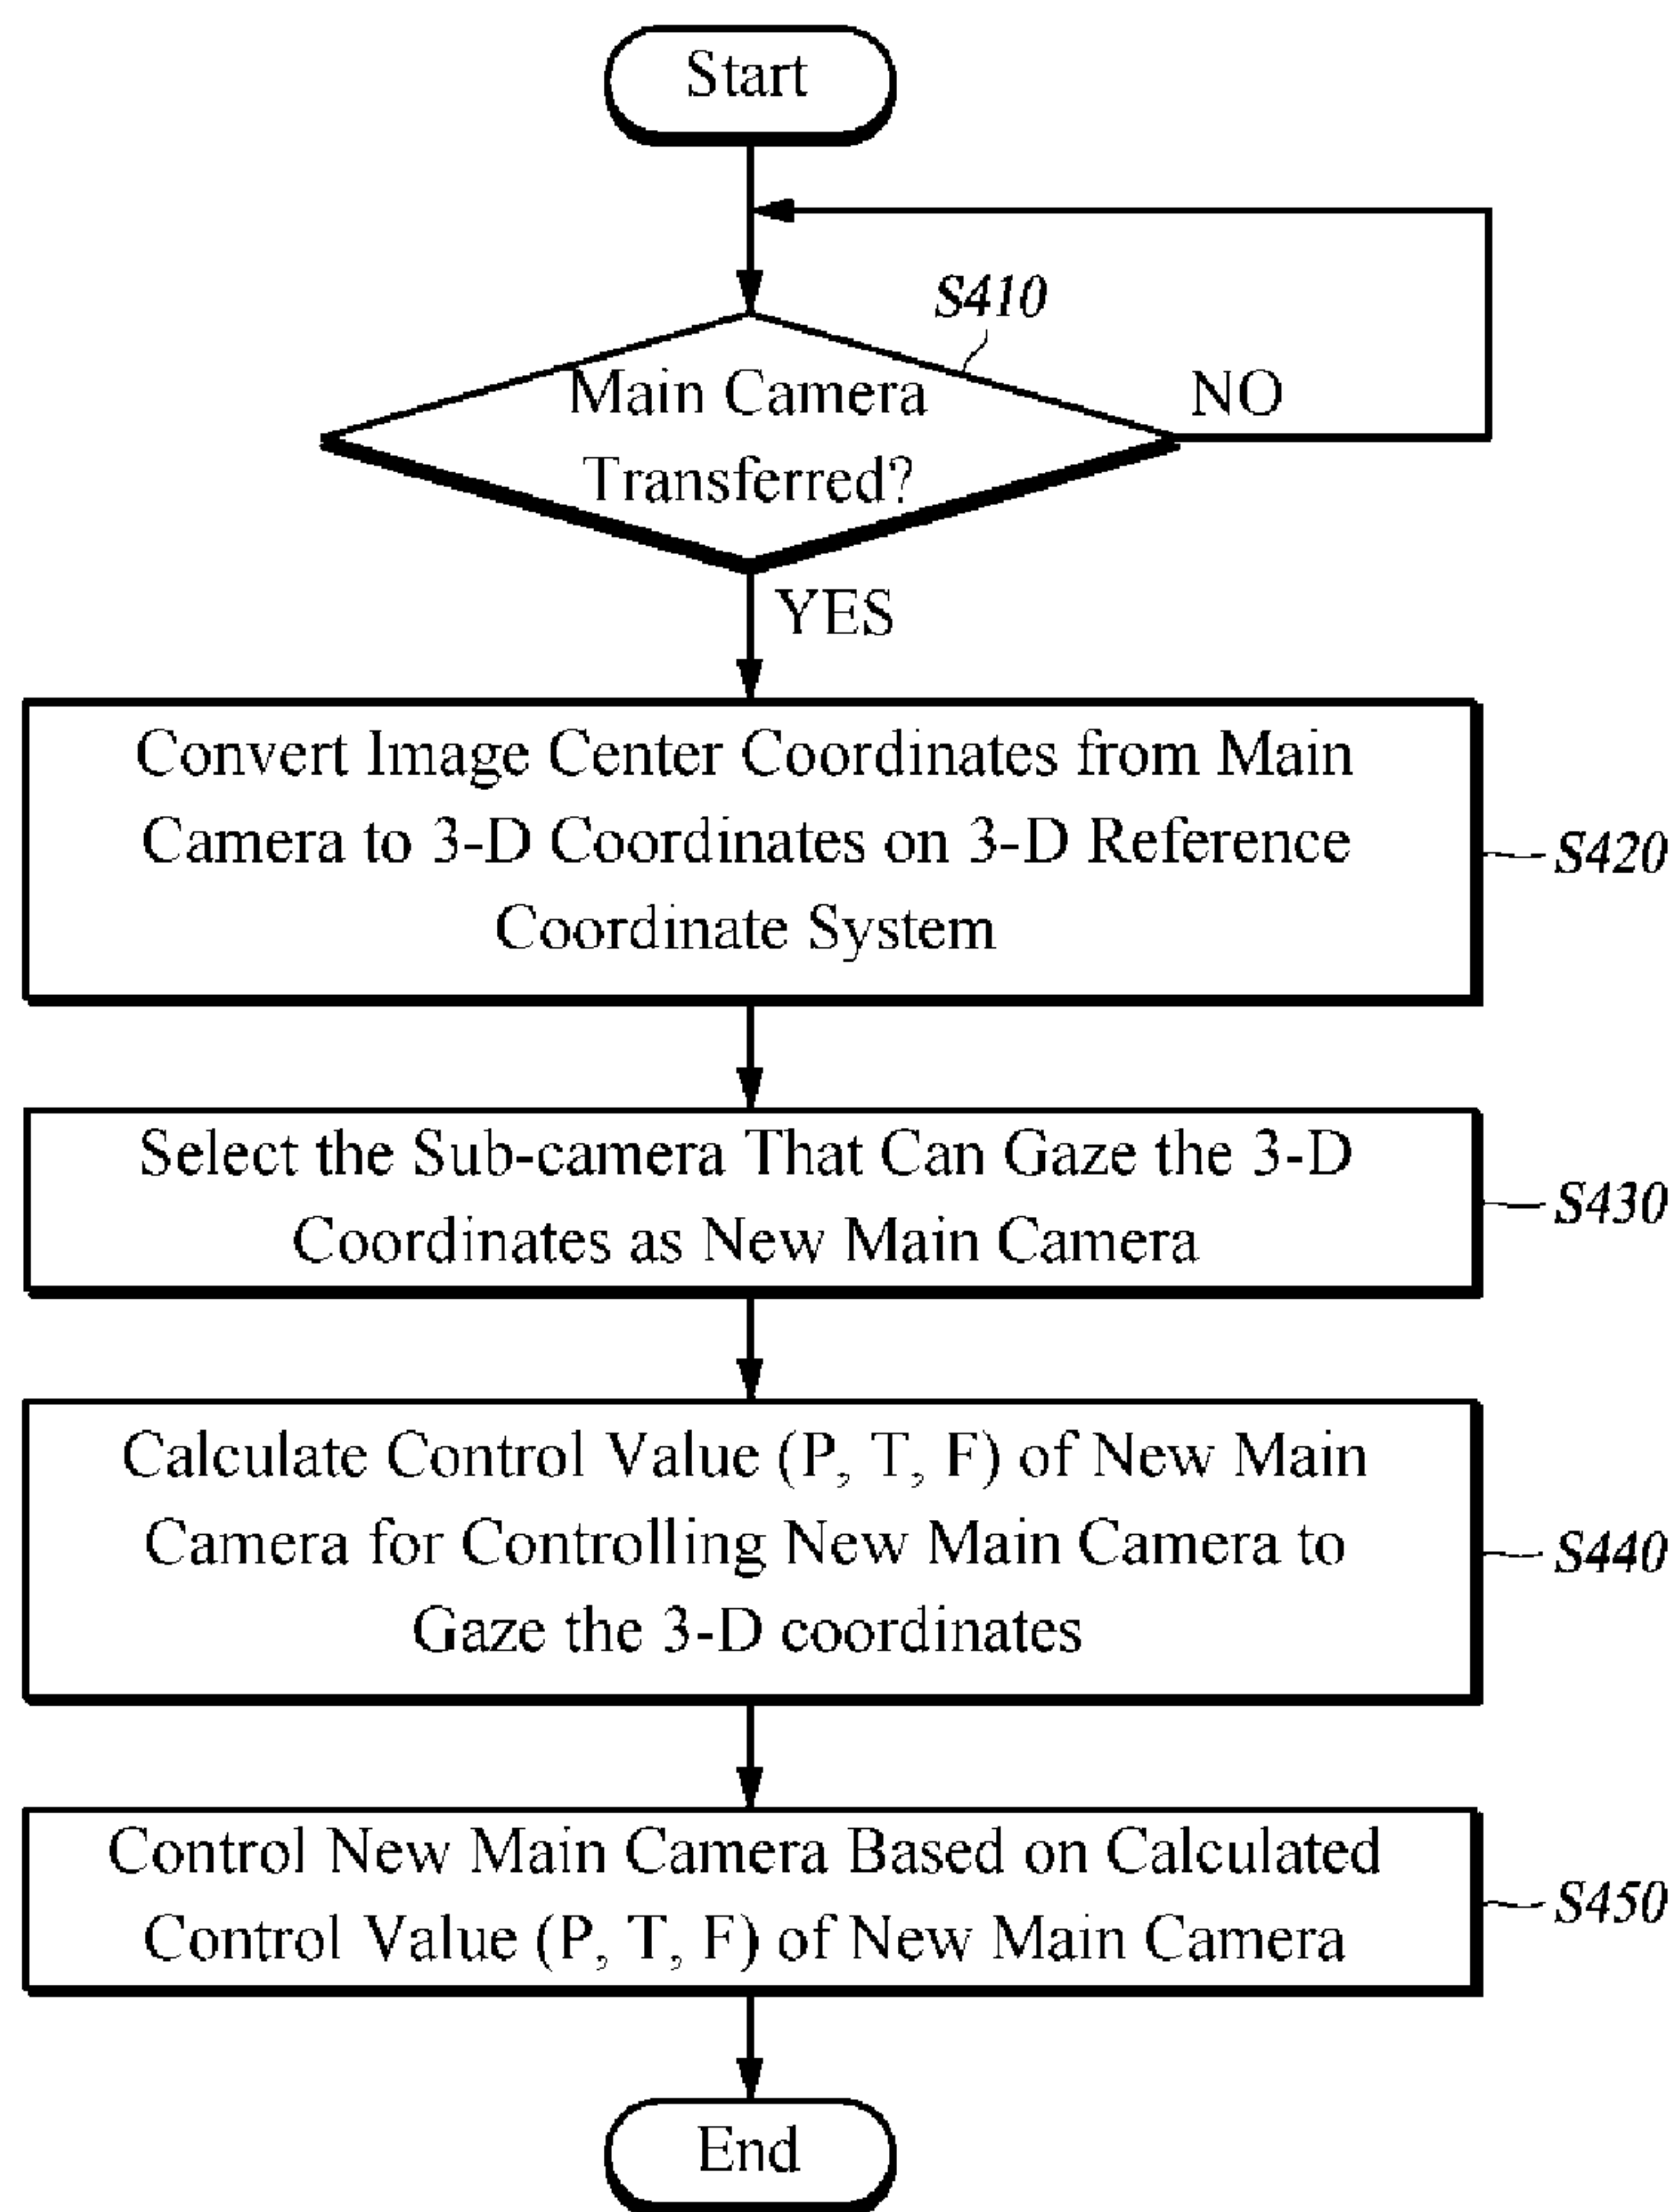 Start
S410
Main Camera
Transferred?
NO
YES
Convert Image Center Coordinates from Main
Camera to 3-D Coordinates on 3-D Reference
Coordinate System
S420
Select the Sub-camera That Can Gaze the 3-D
Coordinates as New Main Camera
S430
Calculate Control Value (P, T, F) of New Main
Camera for Controlling New Main Camera to
Gaze the 3-D coordinates
S440
Control New Main Camera Based on Calculated
Control Value (P, T, F) of New Main Camera
S450
End